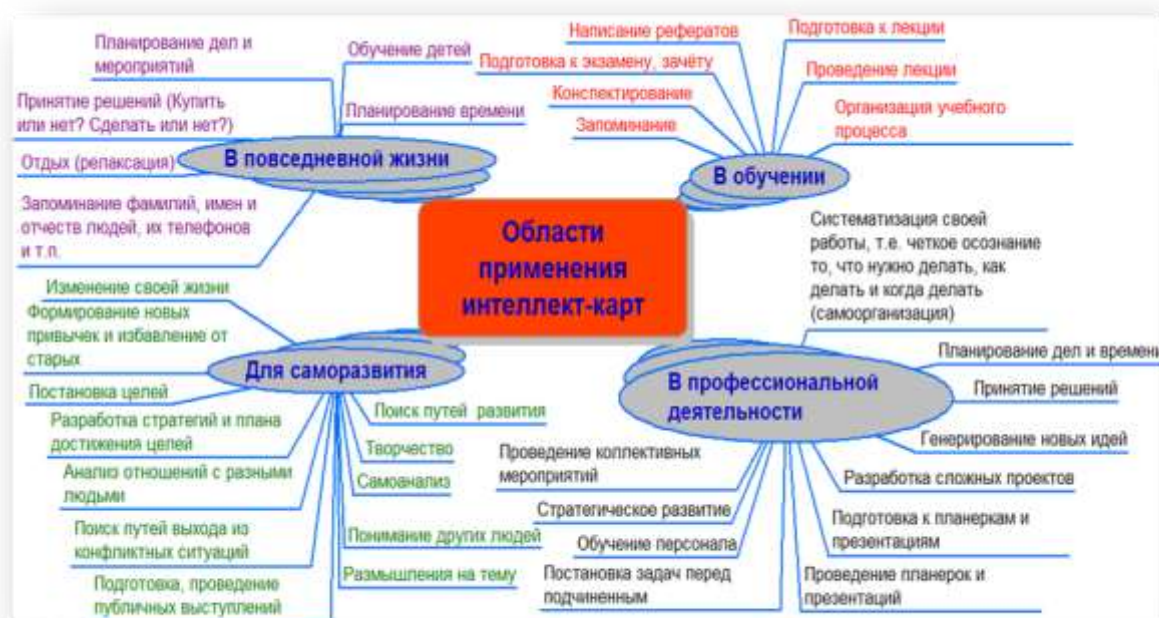 Планирование дел и
мероприятий
Обучение детей
Принятие решений (Купить
или нет? Сделать или нет?)
Планирование времени
Отдых (релаксация)
В повседневной жизни
Запоминание фамилий, имен и
отчеств людей, их телефонов
и т.п.
Написание рефератов
Подготовка к лекции
Подготовка к экзамену, зачёту
Проведение лекции
Конспектирование
Организация учебного
процесса
Запоминание
В обучении
Области
применения
интеллект-карт
Изменение своей жизни
Формирование новых
привычек и избавление от
старых
Для саморазвития
Постановка целей
Поиск путей развития
Разработка стратегий и плана
достижения целей
Творчество
Анализ отношений с разными
людьми
Самоанализ
Поиск путей выхода из
конфликтных ситуаций
Понимание других людей
Подготовка, проведение
публичных выступлений
Размышления на тему
Систематизация своей
работы, т.е. четкое осознание
то, что нужно делать, как
делать и когда делать
(самоорганизация)
Планирование дел и времени
В профессиональной
деятельности
Принятие решений
Генерирование новых идей
Проведение коллективных
мероприятий
Разработка сложных проектов
Стратегическое развитие
Подготовка к планеркам и
презентациям
Обучение персонала
Постановка задач перед
подчиненным
Проведение планерок и
презентаций